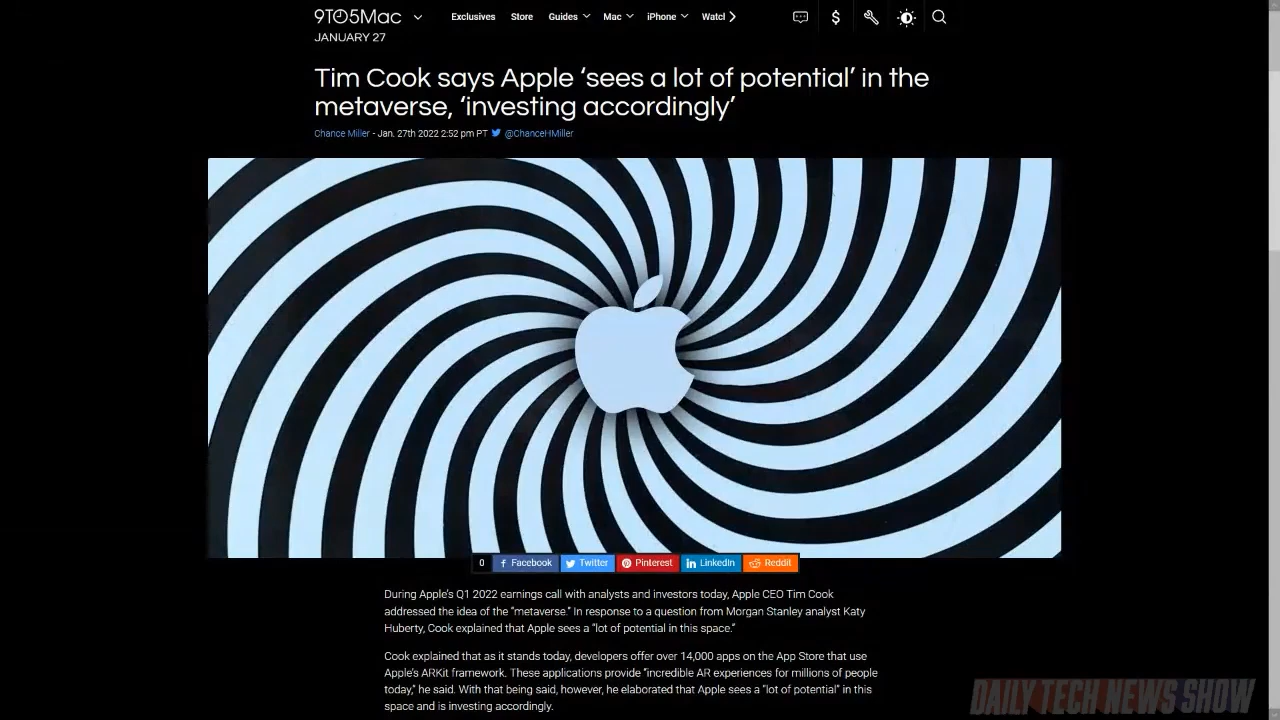 9TO5Mac Exclusives Store Guides Mac iPhone Watcl
JANUARY 27
Tim Cook says Apple ‘sees a lot of potential’ in the
metaverse, ‘investing accordingly’
Chance Miller - Jan. 27th 2022 2:52 pm PT @ChanceHMiller
0 Facebook Twitter Pinterest LinkedIn Reddit
During Apple's Q1 2022 earnings call with analysts and investors today, Apple CEO Tim Cook
addressed the idea of the “metaverse.” In response to a question from Morgan Stanley analyst Katy
Huberty, Cook explained that Apple sees a “lot of potential in this space.”
Cook explained that as it stands today, developers offer over 14,000 apps on the App Store that use
Apple's ARKit framework. These applications provide “incredible AR experiences for millions of people
today,” he said. With that being said, however, he elaborated that Apple sees a “lot of potential” in this
space and is investing accordingly.
DAILY TECH NEWS SHOW